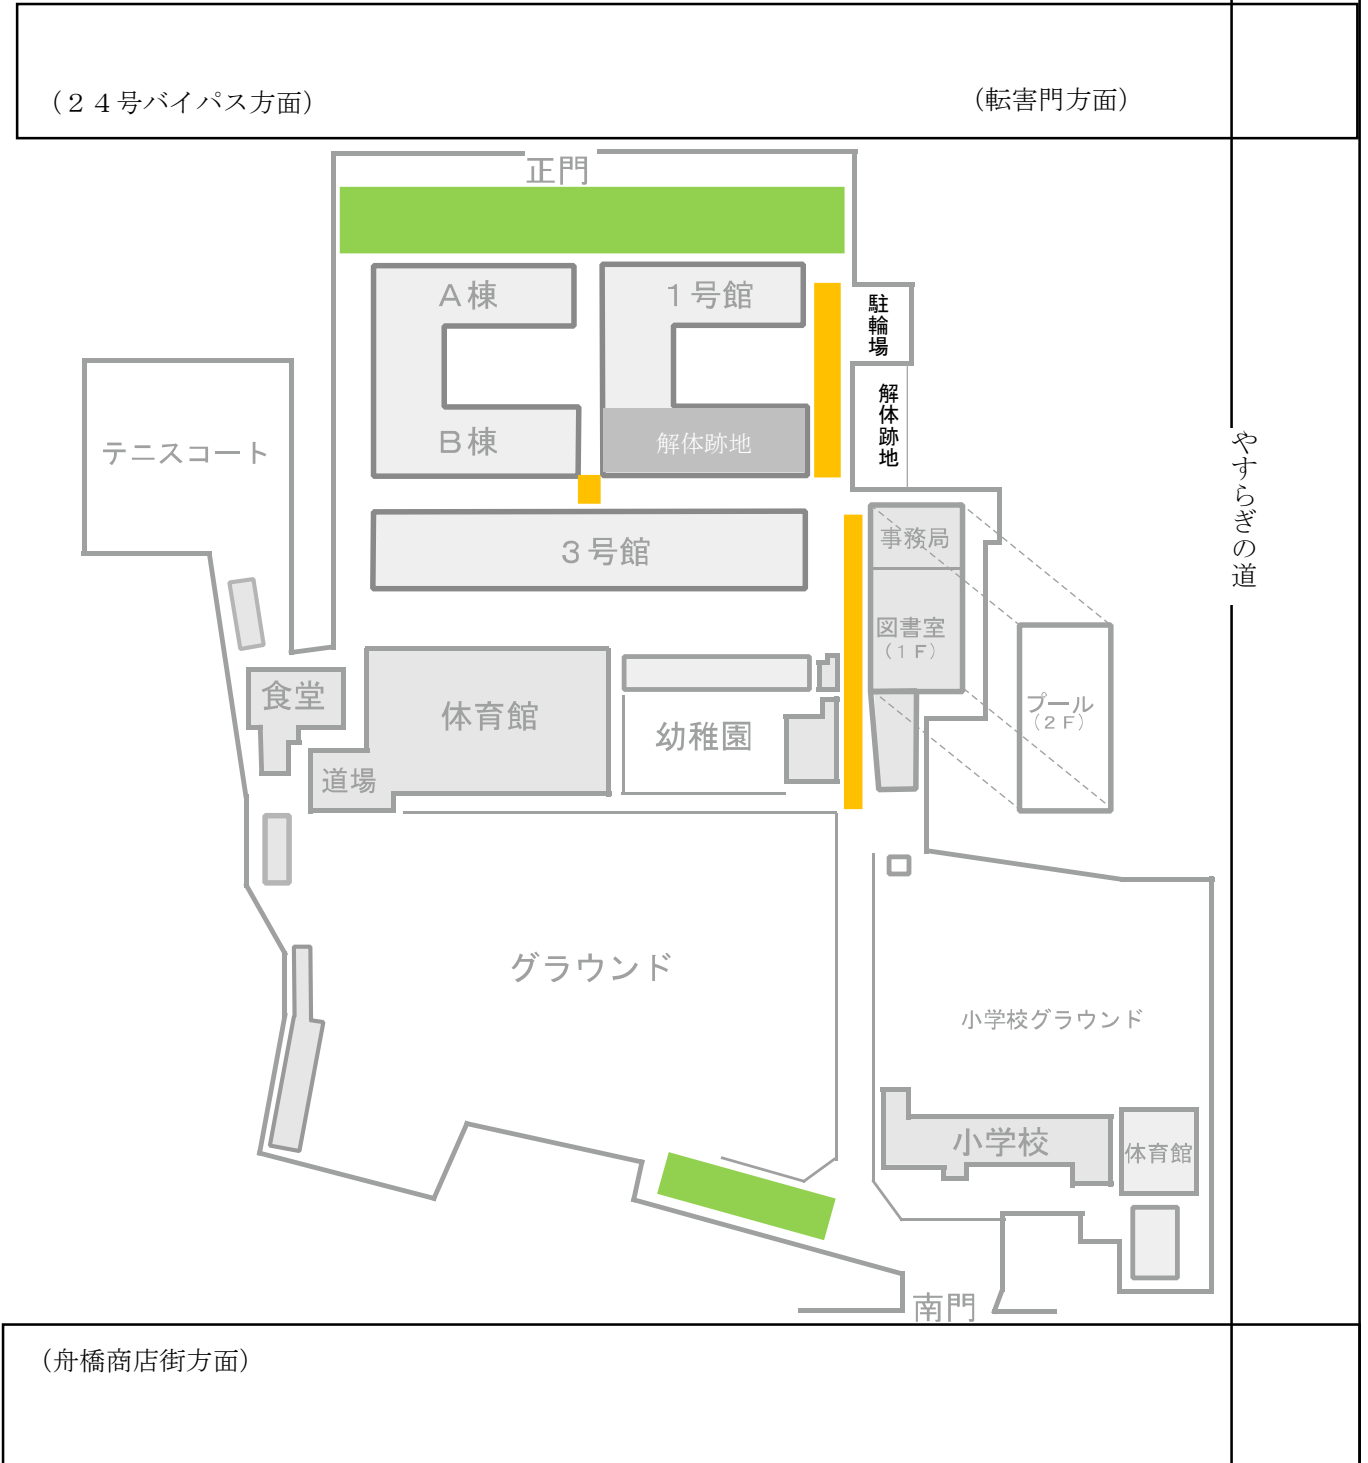 （２４号バイパス方面）
（転害門方面）
正門
Ａ棟
１号館
駐輪場
Ｂ棟
解体跡地
解体跡地
テニスコート
やすらぎの道
３号館
事務局
図書室
（１Ｆ）
食堂
体育館
幼稚園
プール
（２Ｆ）
道場
グラウンド
小学校グラウンド
小学校
体育館
南門
（舟橋商店街方面）